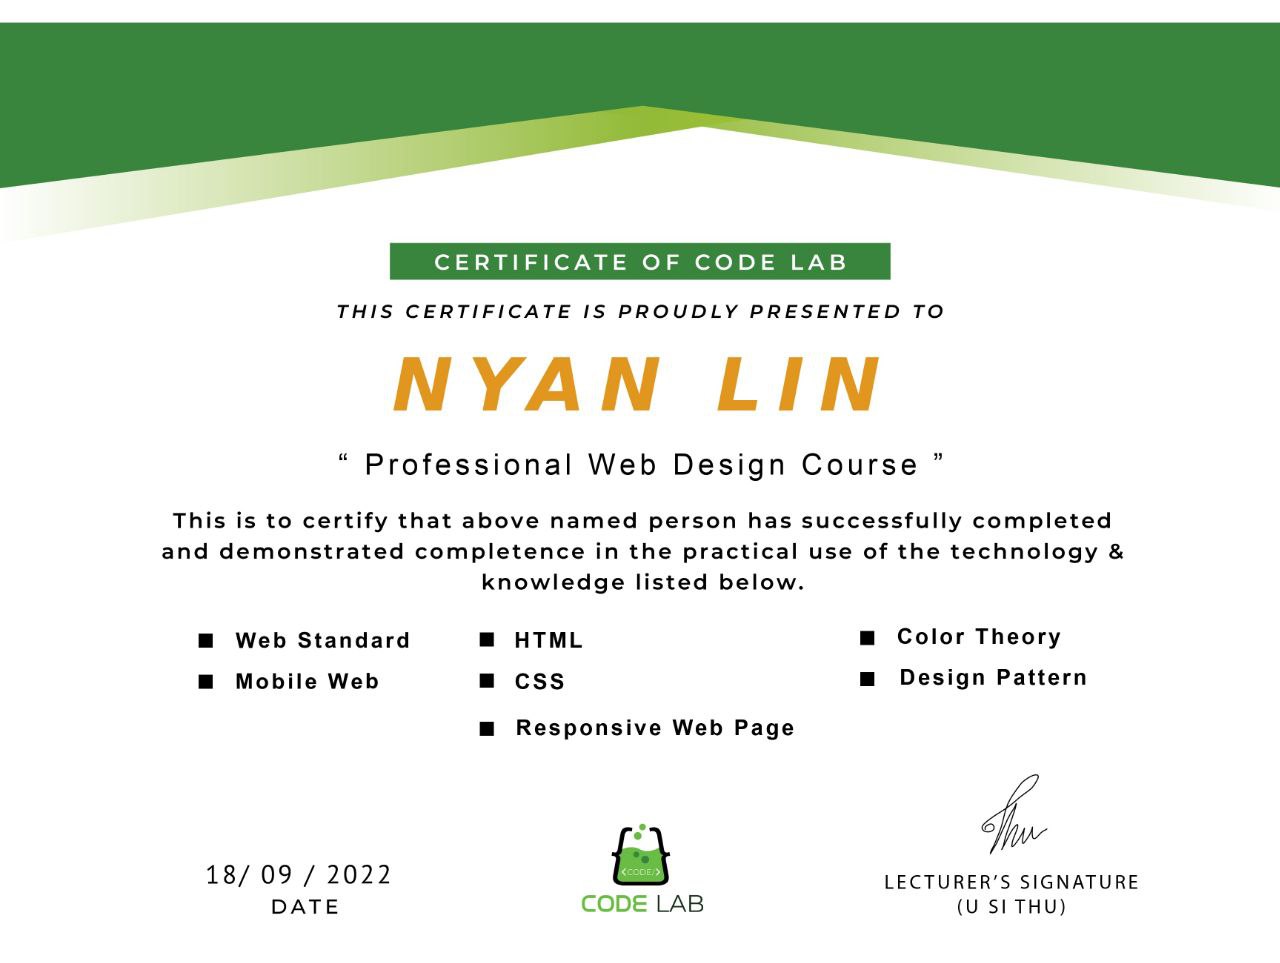 CERTIFICATE OF CODE LAB
THIS CERTIFICATE IS PROUDLY PRESENTED TO
NYAN LIN
“ Professional Web Design Course ”
This is to certify that above named person has successfully completed
and demonstrated completence in the practical use of the technology &
knowledge listed below.
■ Web Standard
■ Mobile Web
■ HTML
■ CSS
■ Responsive Web Page
■ Color Theory
■ Design Pattern
18/ 09 / 2022
DATE
<CODE/>
CODE LAB
Thu
LECTURER’S SIGNATURE
(U SI THU)